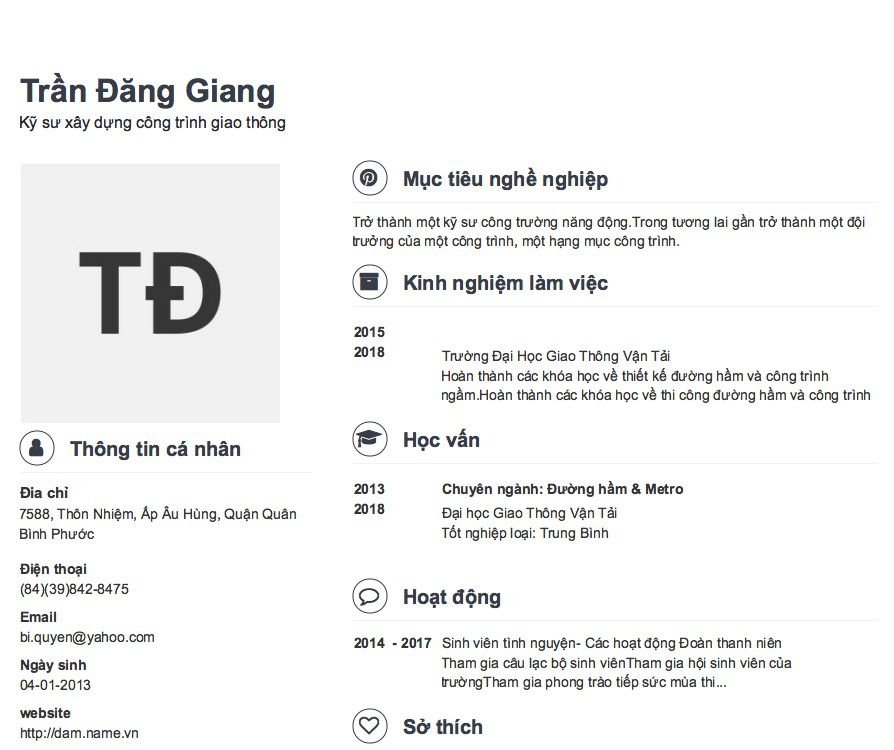 Trần Đăng Giang
Kỹ sư xây dựng công trình giao thông
TĐ
Thông tin cá nhân
Đia chỉ
7588, Thôn Nhiệm, Ấp Âu Hùng, Quận Quân
Bình Phước
Điện thoại
(84)(39)842-8475
Email
bi.quyen@yahoo.com
Ngày sinh
04-01-2013
website
http://dam.name.vn
Mục tiêu nghề nghiệp
Trở thành một kỹ sư công trường năng động.Trong tương lai gần trở thành một đội
trưởng của một công trình, một hạng mục công trình.
Kinh nghiệm làm việc
2015
2018
Trường Đại Học Giao Thông Vận Tải
Hoàn thành các khóa học về thiết kế đường hầm và công trình
ngầm.Hoàn thành các khóa học về thi công đường hầm và công trình
Học vấn
2013 Chuyên ngành: Đường hầm & Metro
2018 Đại học Giao Thông Vận Tải
Tốt nghiệp loại: Trung Bình
Hoạt động
2014 - 2017 Sinh viên tình nguyện- Các hoạt động Đoàn thanh niên
Tham gia câu lạc bộ sinh viênTham gia hội sinh viên của
trườngTham gia phong trào tiếp sức mùa thi...
Sở thích